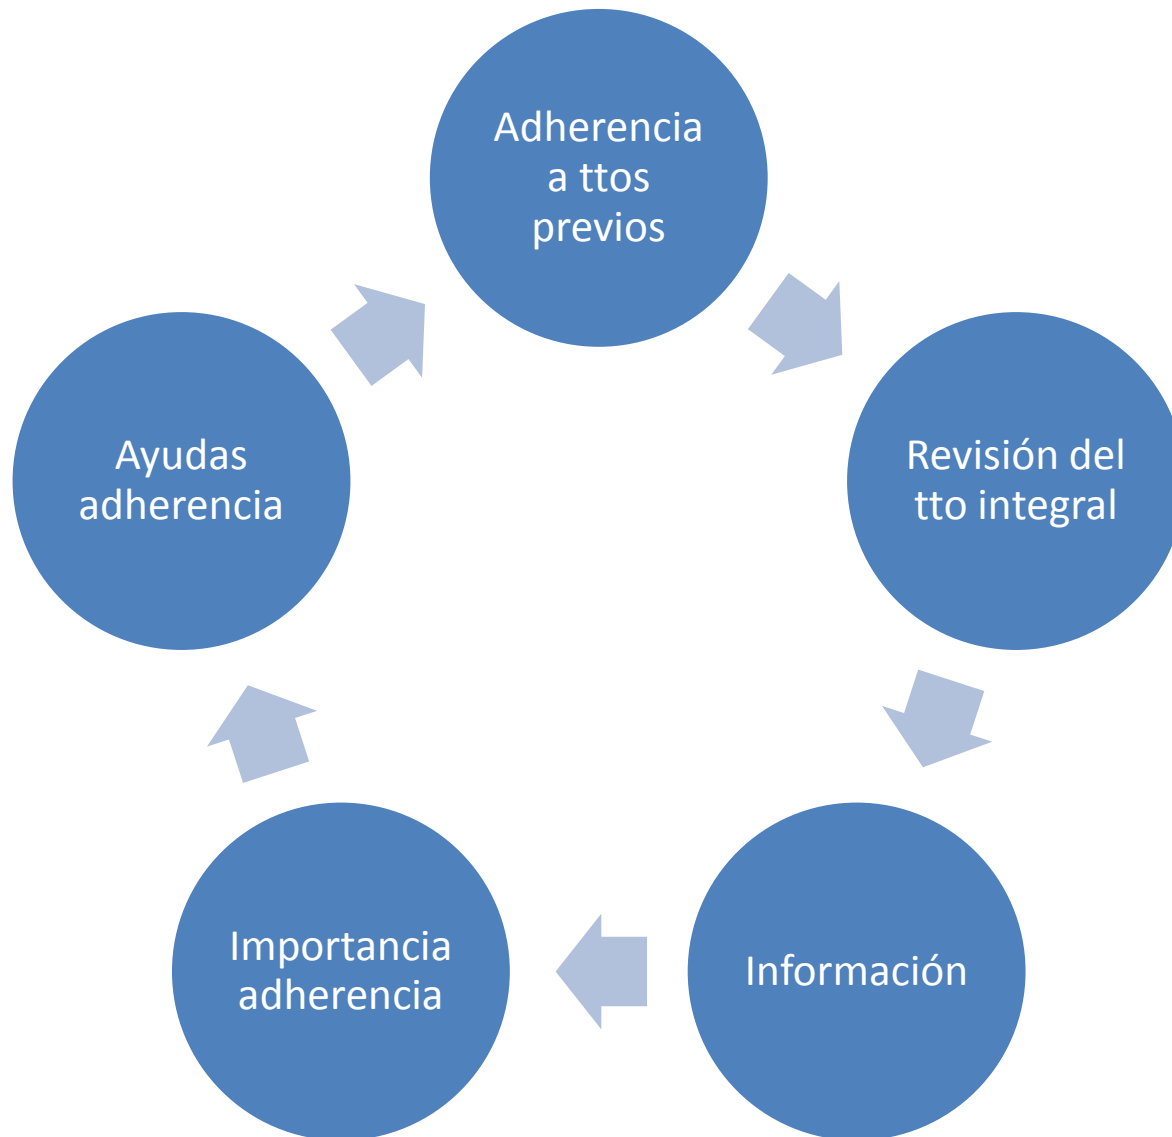 Adherencia
a ttos
previos
Revisión del
tto integral
Información
Importancia
adherencia
Ayudas
adherencia